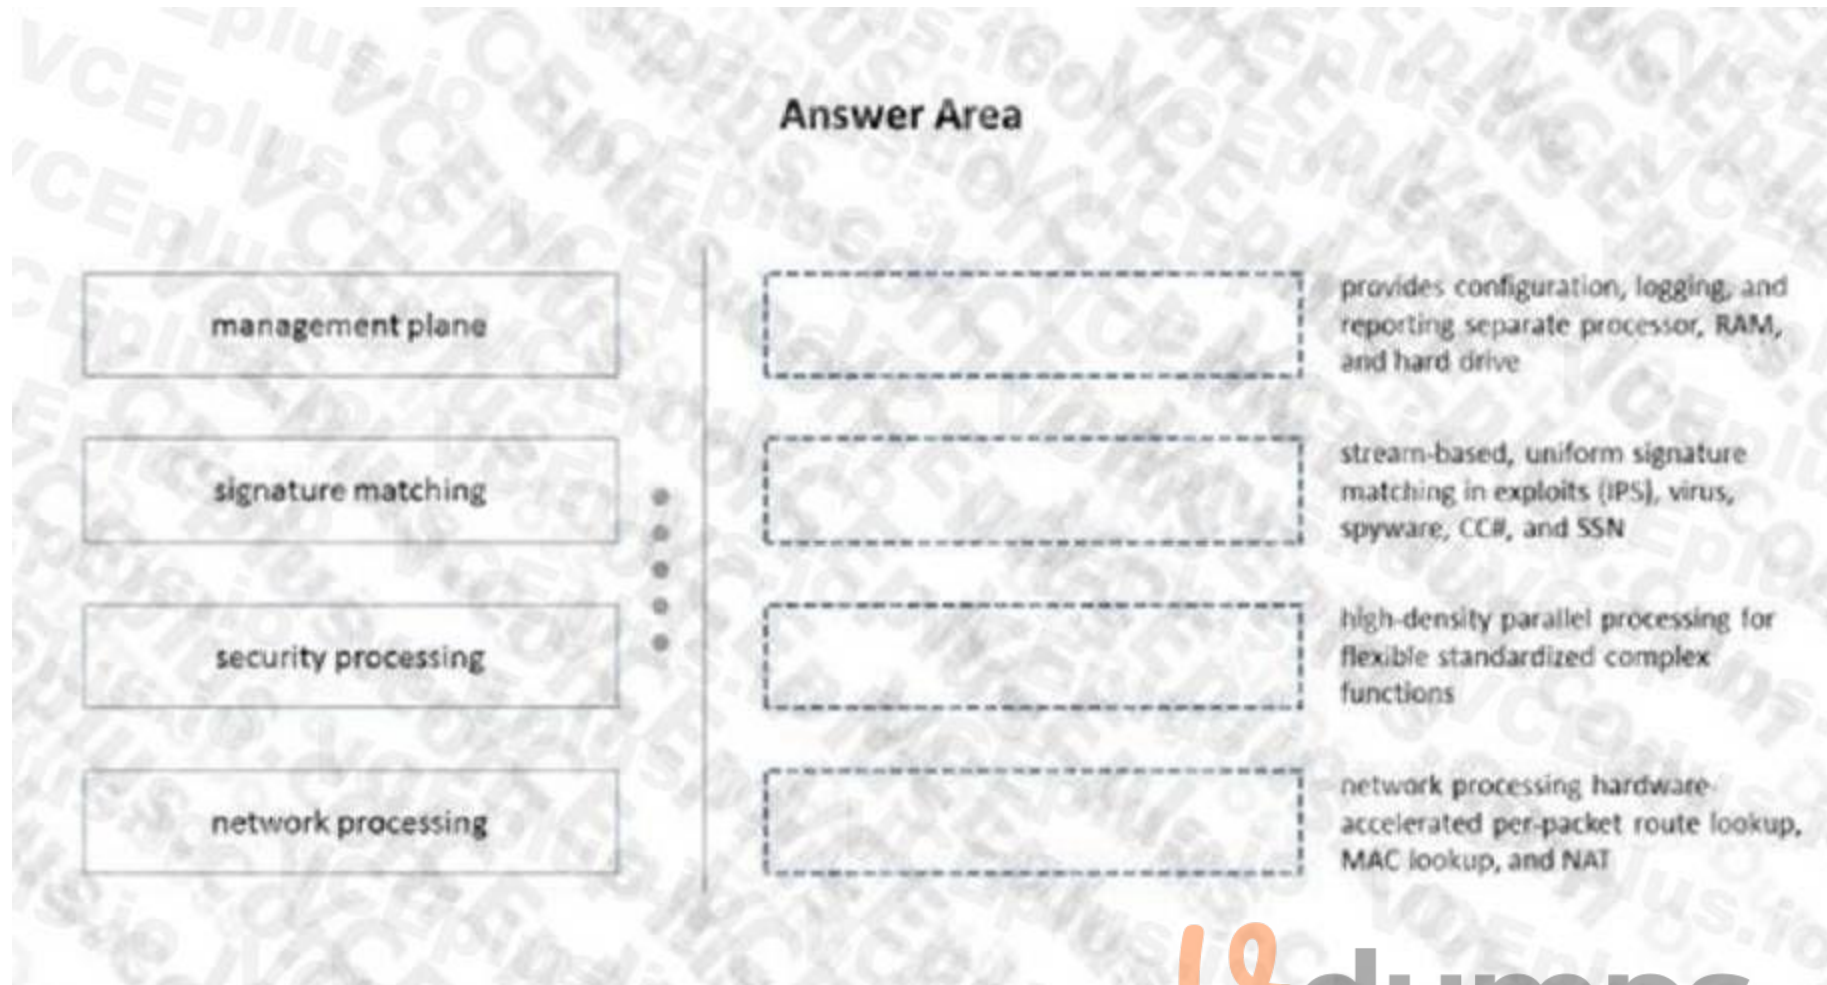 Answer Area
management plane
provides configuration, logging, and
reporting separate processor, RAM,
and hard drive
signature matching
stream-based, uniform signature
matching in exploits (IPS), virus,
spyware, CC#, and SSN
security processing
high-density parallel processing for
flexible standardized complex
functions
network processing
network processing hardware-
accelerated per-packet route lookup,
MAC lookup, and NAT